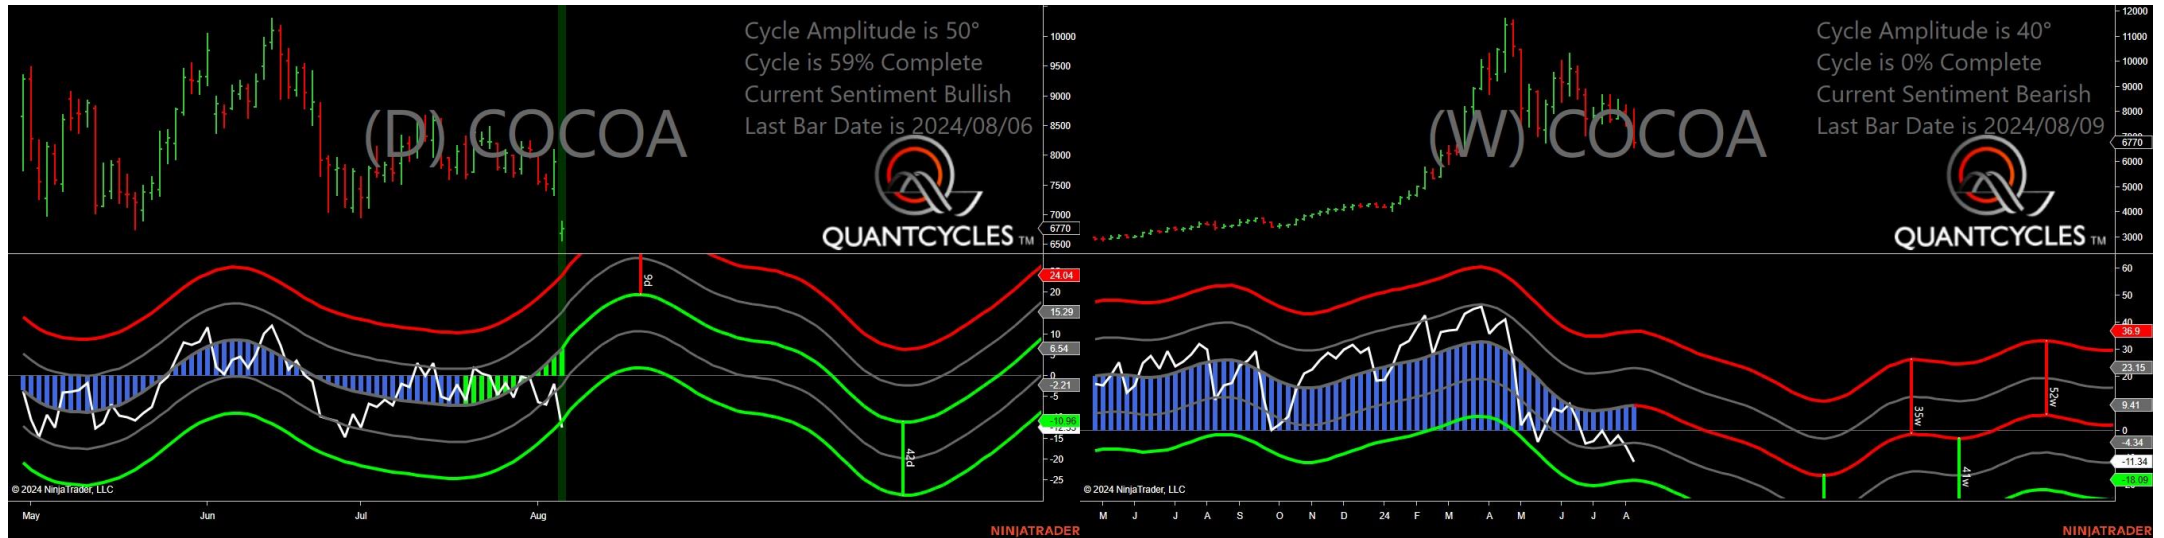 Cycle Amplitude is 50°
Cycle is 59% Complete
Current Sentiment Bullish
Last Bar Date is 2024/08/06
(D) COCOA
QUANTCYCLES TM
10000
9500
9000
8500
8000
7500
7000
6770
6500
9d
42d
24.04
20
15.29
10
6.54
0
-2.21
-5
-10.96
-15
-20
-25
© 2024 NinjaTrader, LLC
May Jun Jul Aug
NINJATRADER
Cycle Amplitude is 40°
Cycle is 0% Complete
Current Sentiment Bearish
Last Bar Date is 2024/08/09
(W) COCOA
QUANTCYCLES TM
12000
11000
10000
9000
8000
6770
6000
5000
4000
3000
35w
41w
52w
60
50
40
36.9
30
23.15
20
9.41
0
-4.34
-11.34
-18.09
© 2024 NinjaTrader, LLC
M J J A S O N D 24 F M A M J J A
NINJATRADER